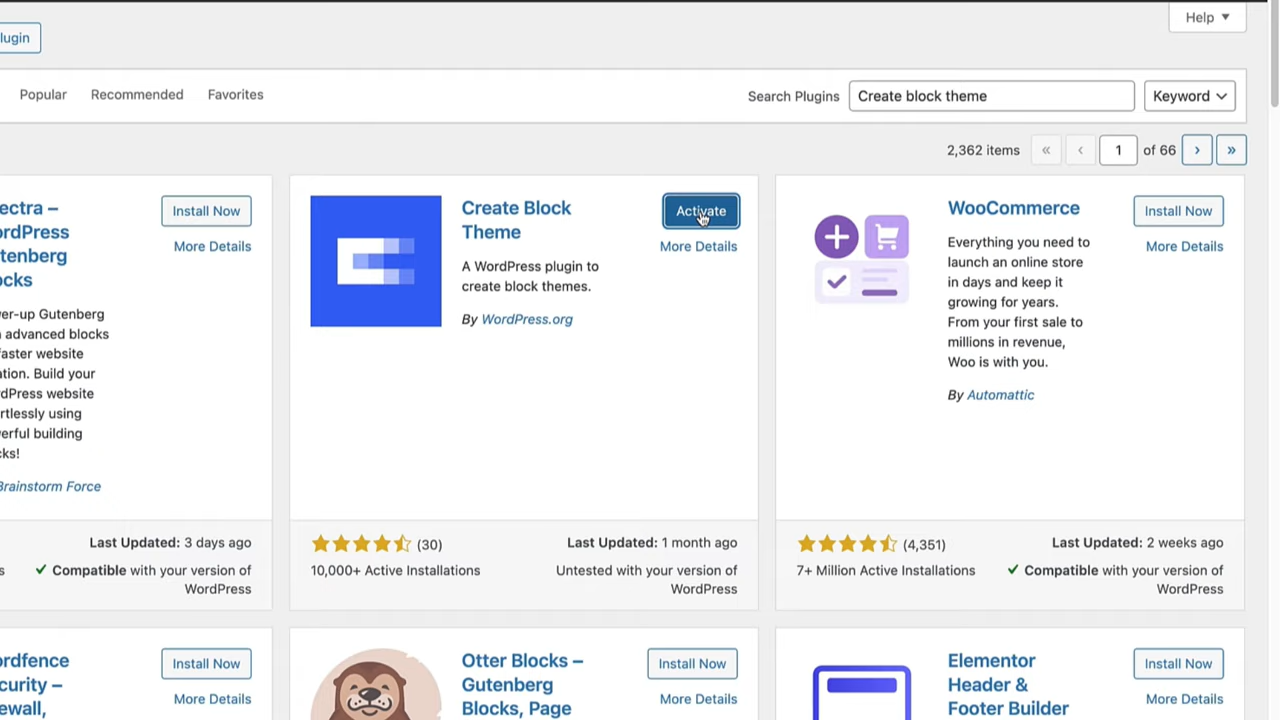 Help
lugin
Popular
Recommended
Favorites
Search Plugins
Create block theme
Keyword
2,362 items
«
‹
1
of 66
›
»
ectra –
ordPress
tenberg
ocks
Install Now
More Details
er-up Gutenberg
advanced blocks
faster website
ation. Build your
dPress website
rtlessly using
erful building
ks!
Brainstorm Force
Last Updated: 3 days ago
s
Compatible with your version of
WordPress
Create Block
Theme
Activate
More Details
A WordPress plugin to
create block themes.
By WordPress.org
(30)
Last Updated: 1 month ago
10,000+ Active Installations
Untested with your version of
WordPress
WooCommerce
Install Now
More Details
Everything you need to
launch an online store
in days and keep it
growing for years.
From your first sale to
millions in revenue,
Woo is with you.
By Automattic
(4,351)
Last Updated: 2 weeks ago
7+ Million Active Installations
Compatible with your version of
WordPress
ordfence
curity –
ewall,
Install Now
More Details
Otter Blocks –
Gutenberg
Blocks, Page
Install Now
More Details
Elementor
Header &
Footer Builder
Install Now
More Details